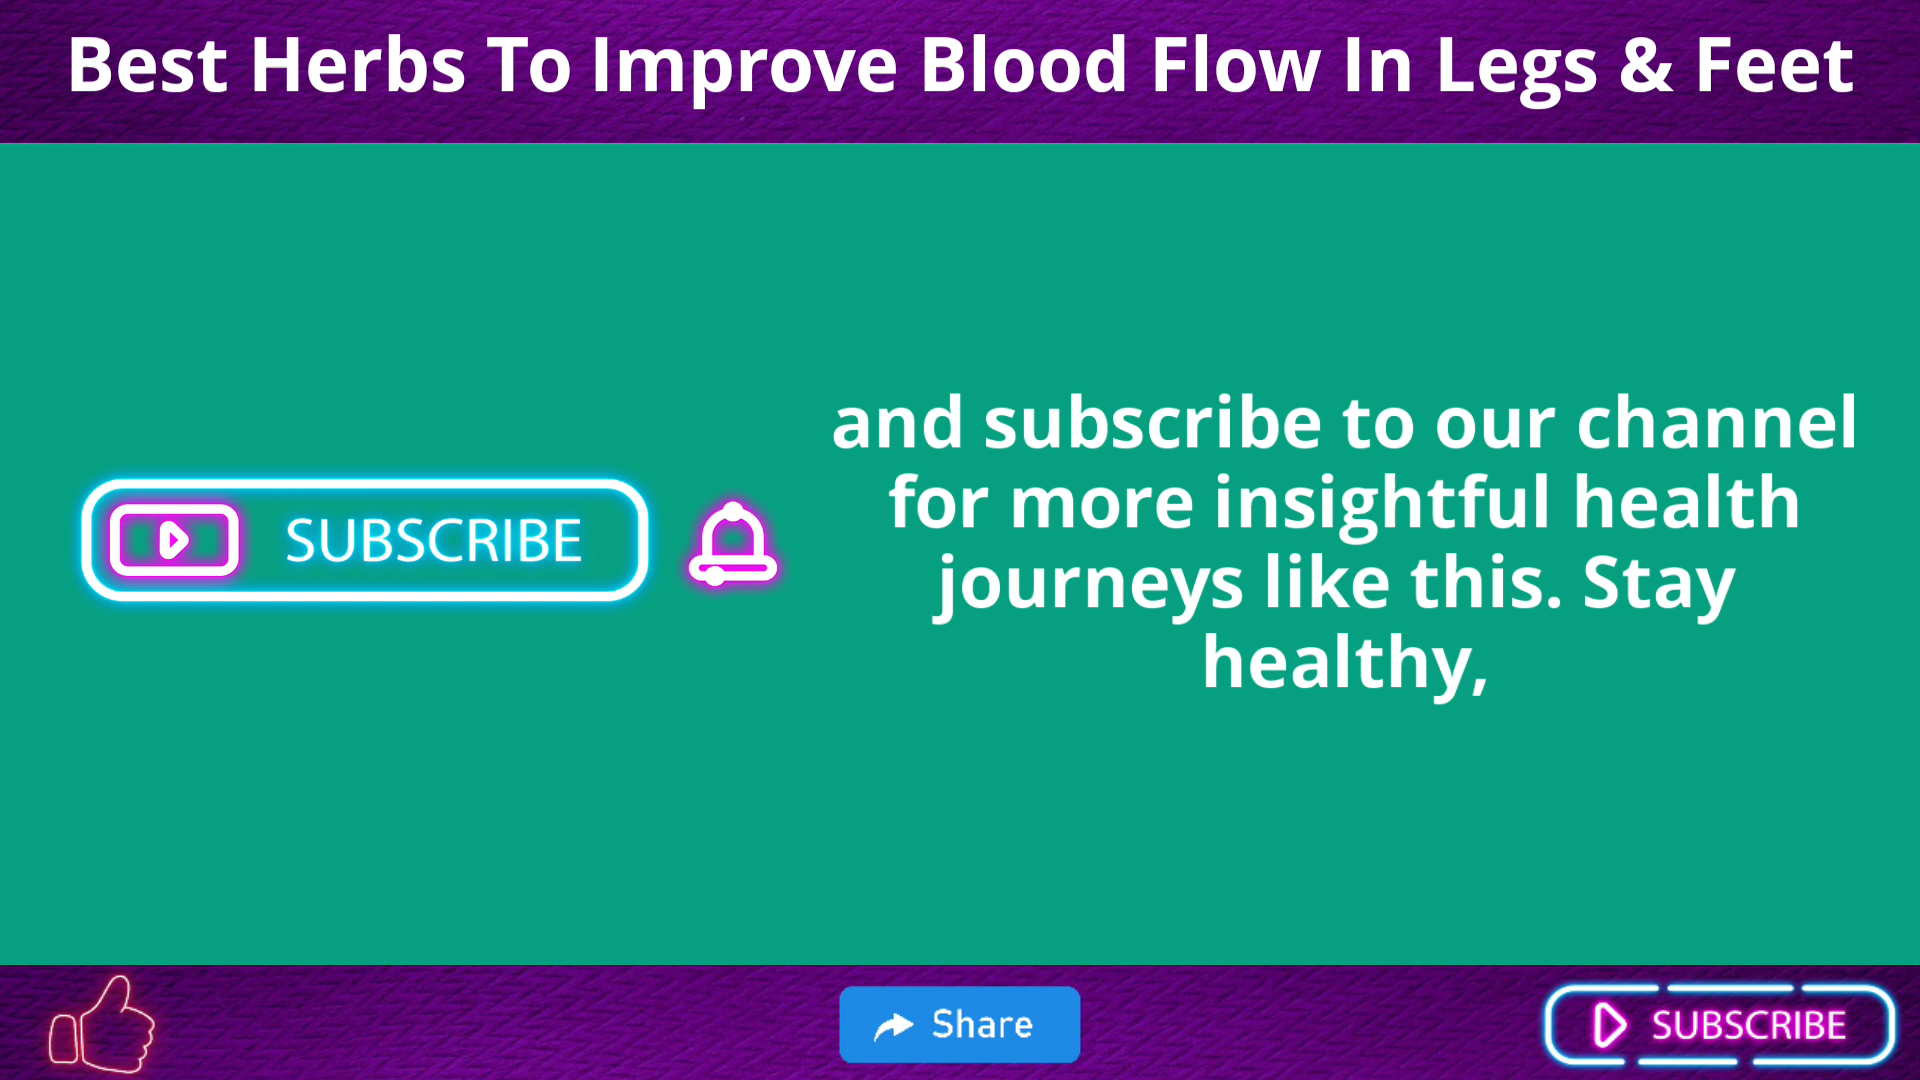 Best Herbs To Improve Blood Flow In Legs & Feet
and subscribe to our channel
for more insightful health
journeys like this. Stay
healthy,
SUBSCRIBE
Share
SUBSCRIBE